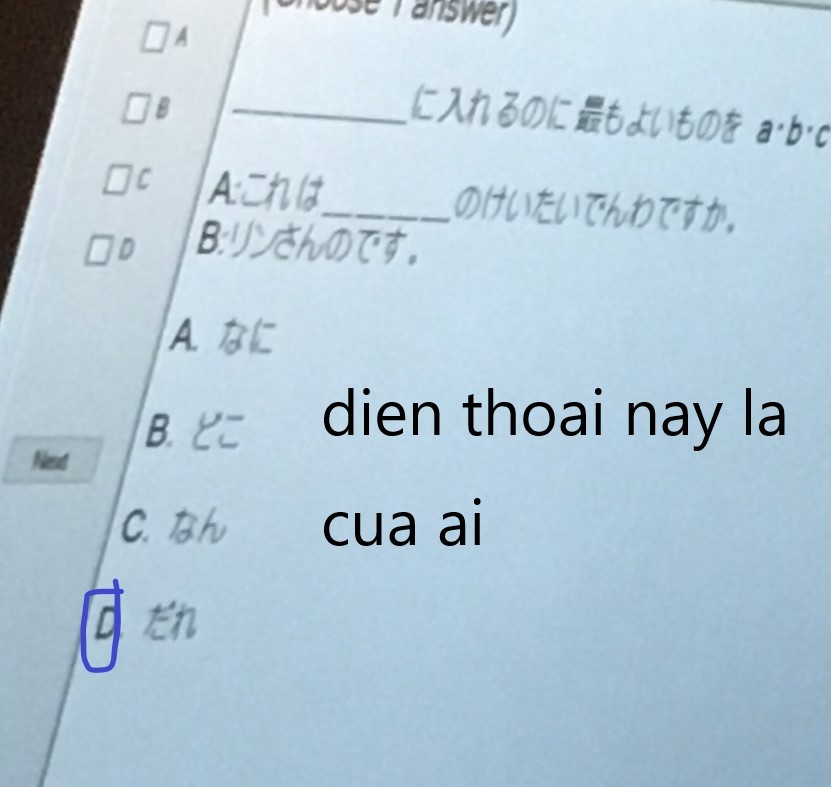 (Choose 1 answer)
A
B
C
D
________に入れるのに最もよいものを a·b·c
A:これは______のけいたいでんわですか。
B:リンさんのです。
A. なに
B. どこ
C. なん
D. だれ
Next
dien thoai nay la
cua ai